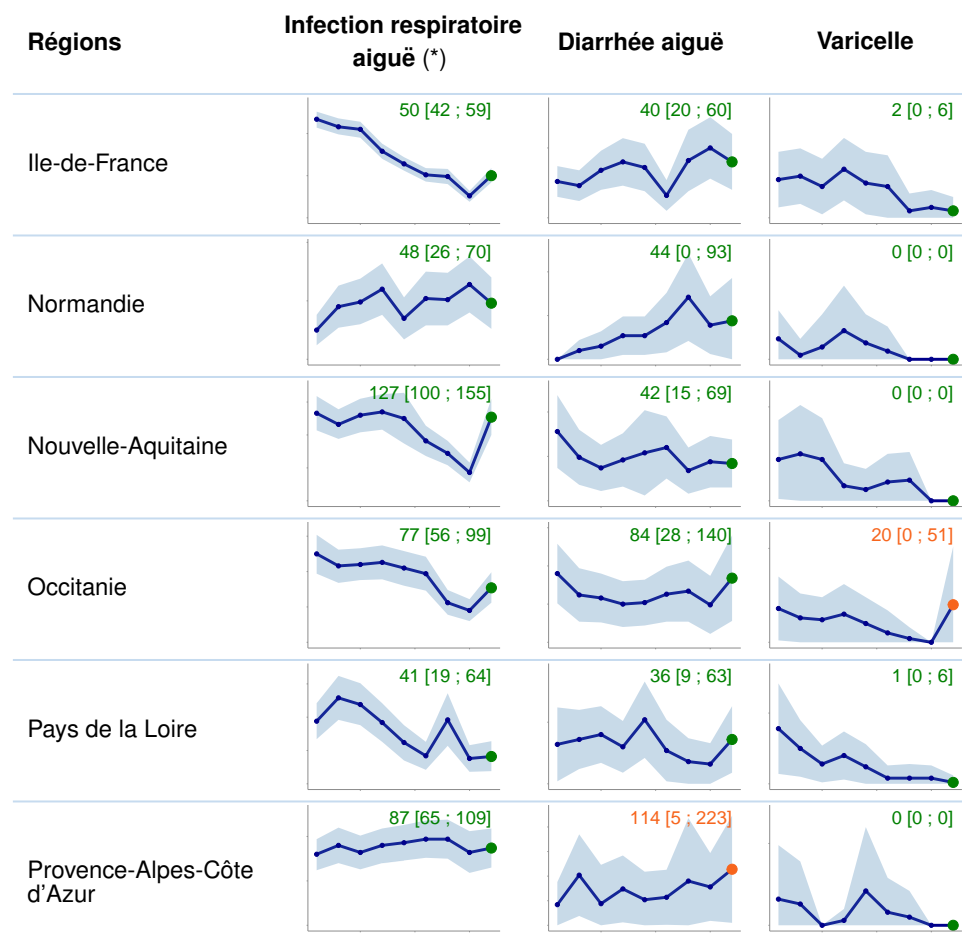 Régions
Infection respiratoire
aiguë (*)
Diarrhée aiguë
Varicelle
Ile-de-France
50 [42 ; 59]
40 [20 ; 60]
2 [0 ; 6]
Normandie
48 [26 ; 70]
44 [0 ; 93]
0 [0 ; 0]
Nouvelle-Aquitaine
127 [100 ; 155]
42 [15 ; 69]
0 [0 ; 0]
Occitanie
77 [56 ; 99]
84 [28 ; 140]
20 [0 ; 51]
Pays de la Loire
41 [19 ; 64]
36 [9 ; 63]
1 [0 ; 6]
Provence-Alpes-Côte
d'Azur
87 [65 ; 109]
114 [5 ; 223]
0 [0 ; 0]